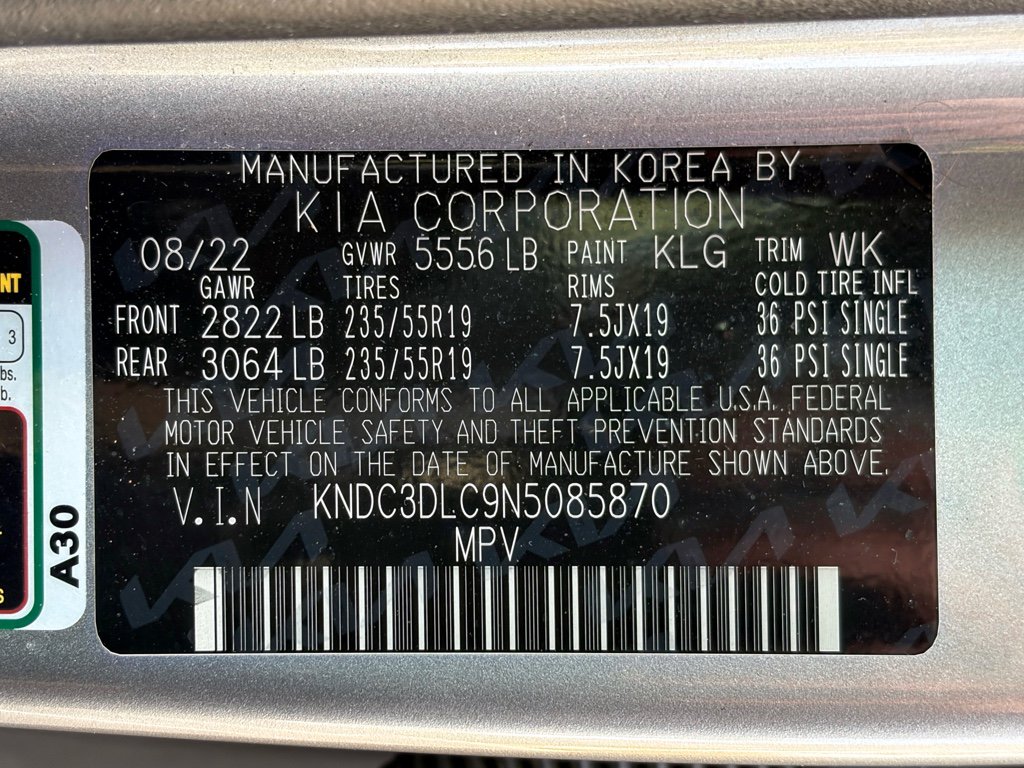 MANUFACTURED IN KOREA BY
KIA CORPORATION
08/22 GVWR 5556 LB PAINT KLG TRIM WK
GAWR TIRES RIMS COLD TIRE INFL
FRONT 2822 LB 235/55R19 7.5JX19 36 PSI SINGLE
REAR 3064 LB 235/55R19 7.5JX19 36 PSI SINGLE
THIS VEHICLE CONFORMS TO ALL APPLICABLE U.S.A. FEDERAL
MOTOR VEHICLE SAFETY AND THEFT PREVENTION STANDARDS
IN EFFECT ON THE DATE OF MANUFACTURE SHOWN ABOVE.
V.I.N KNDC3DLC9N5085870
MPV
NT
3
bs.
b.
S
A30